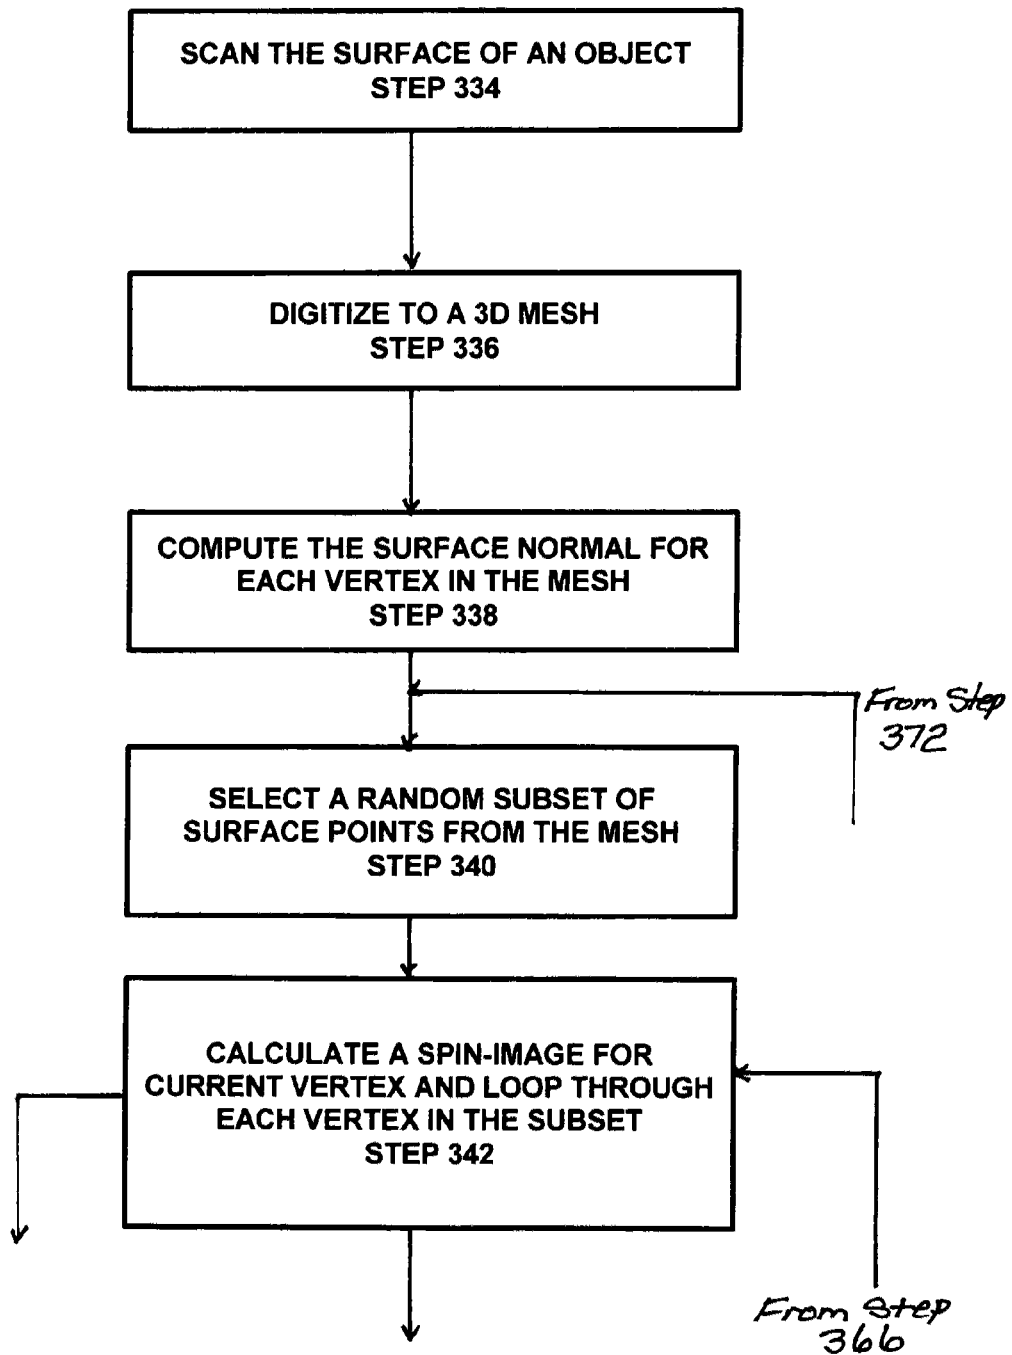 SCAN THE SURFACE OF AN OBJECT
STEP 334
DIGITIZE TO A 3D MESH
STEP 336
COMPUTE THE SURFACE NORMAL FOR
EACH VERTEX IN THE MESH
STEP 338
From Step
372
SELECT A RANDOM SUBSET OF
SURFACE POINTS FROM THE MESH
STEP 340
CALCULATE A SPIN-IMAGE FOR
CURRENT VERTEX AND LOOP THROUGH
EACH VERTEX IN THE SUBSET
STEP 342
From Step
366